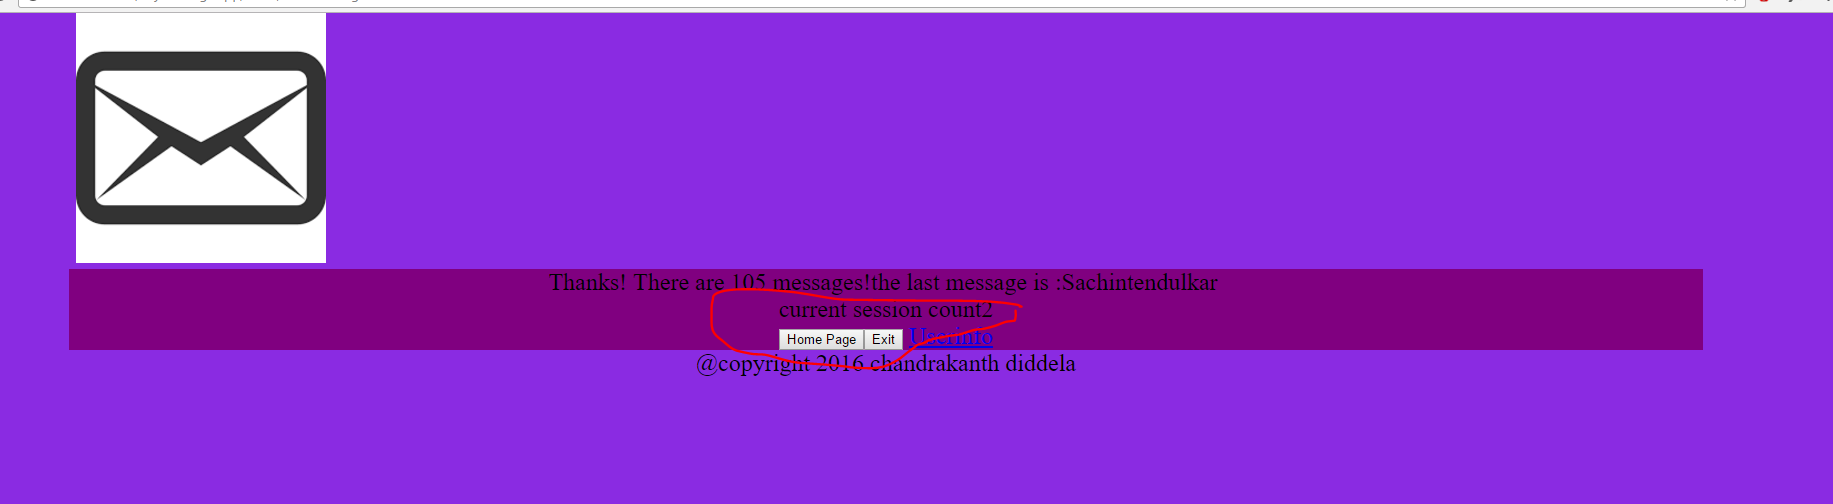 Thanks! There are 105 messages!the last message is :Sachintendulkar
current session count2
Home Page Exit Userinfo
@copyright 2016 chandrakanth diddela